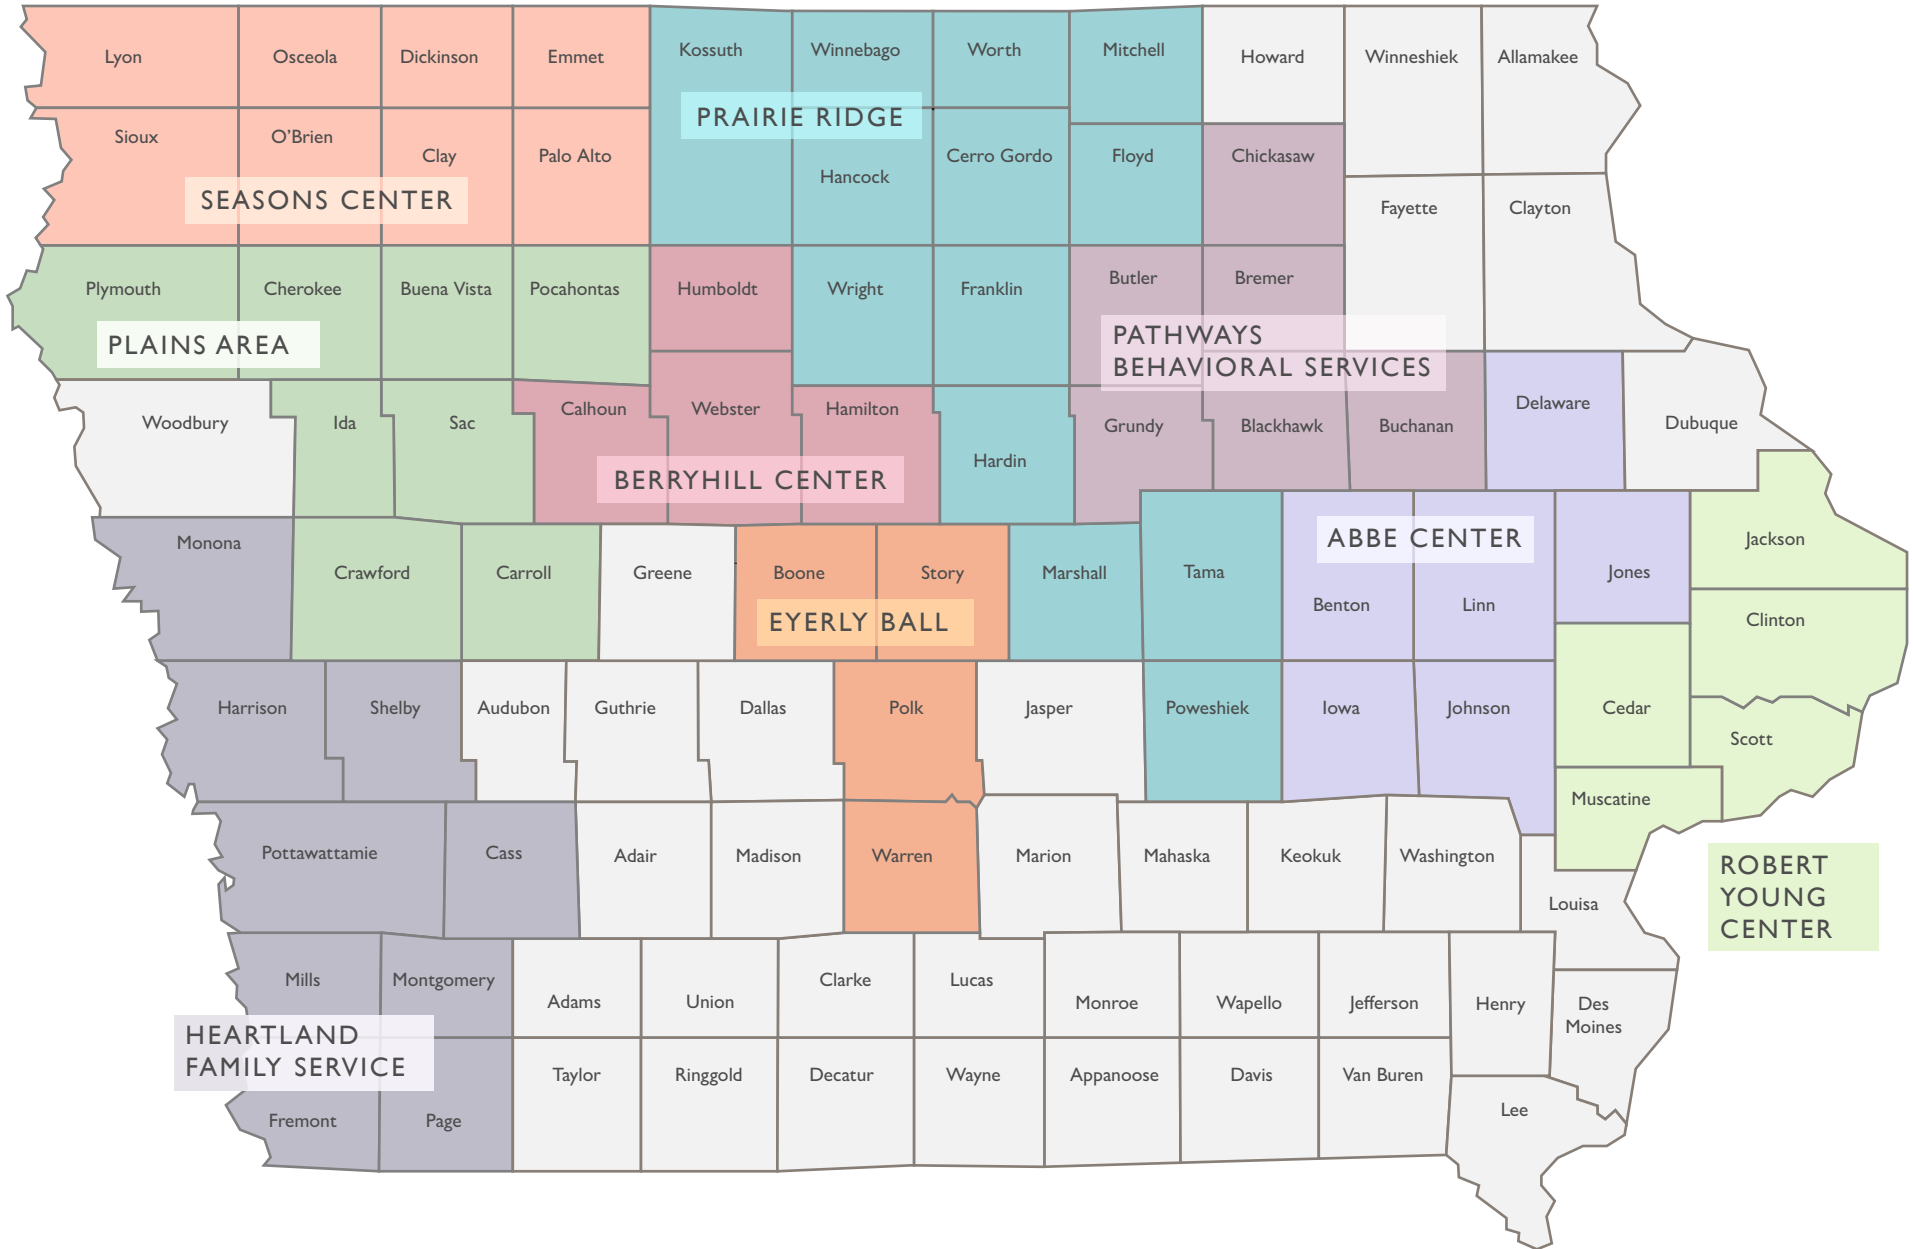 Lyon
Osceola
Dickinson
Emmet
Kossuth
Winnebago
Worth
Mitchell
Howard
Winneshiek
Allamakee
PRAIRIE RIDGE
Sioux
O’Brien
Clay
Palo Alto
Hancock
Cerro Gordo
Floyd
Chickasaw
SEASONS CENTER
Fayette
Clayton
Plymouth
Cherokee
Buena Vista
Pocahontas
Humboldt
Wright
Franklin
Butler
Bremer
PLAINS AREA
PATHWAYS
BEHAVIORAL SERVICES
Woodbury
Ida
Sac
Calhoun
Webster
Hamilton
Hardin
Grundy
Blackhawk
Buchanan
Delaware
Dubuque
BERRYHILL CENTER
ABBE CENTER
Monona
Crawford
Carroll
Greene
Boone
Story
Marshall
Tama
Benton
Linn
Jones
Jackson
EYERLY BALL
Clinton
Harrison
Shelby
Audubon
Guthrie
Dallas
Polk
Jasper
Poweshiek
Iowa
Johnson
Cedar
Scott
Muscatine
Pottawattamie
Cass
Adair
Madison
Warren
Marion
Mahaska
Keokuk
Washington
Louisa
ROBERT
YOUNG
CENTER
Mills
Montgomery
Adams
Union
Clarke
Lucas
Monroe
Wapello
Jefferson
Henry
Des
Moines
HEARTLAND
FAMILY SERVICE
Taylor
Ringgold
Decatur
Wayne
Appanoose
Davis
Van Buren
Lee
Fremont
Page